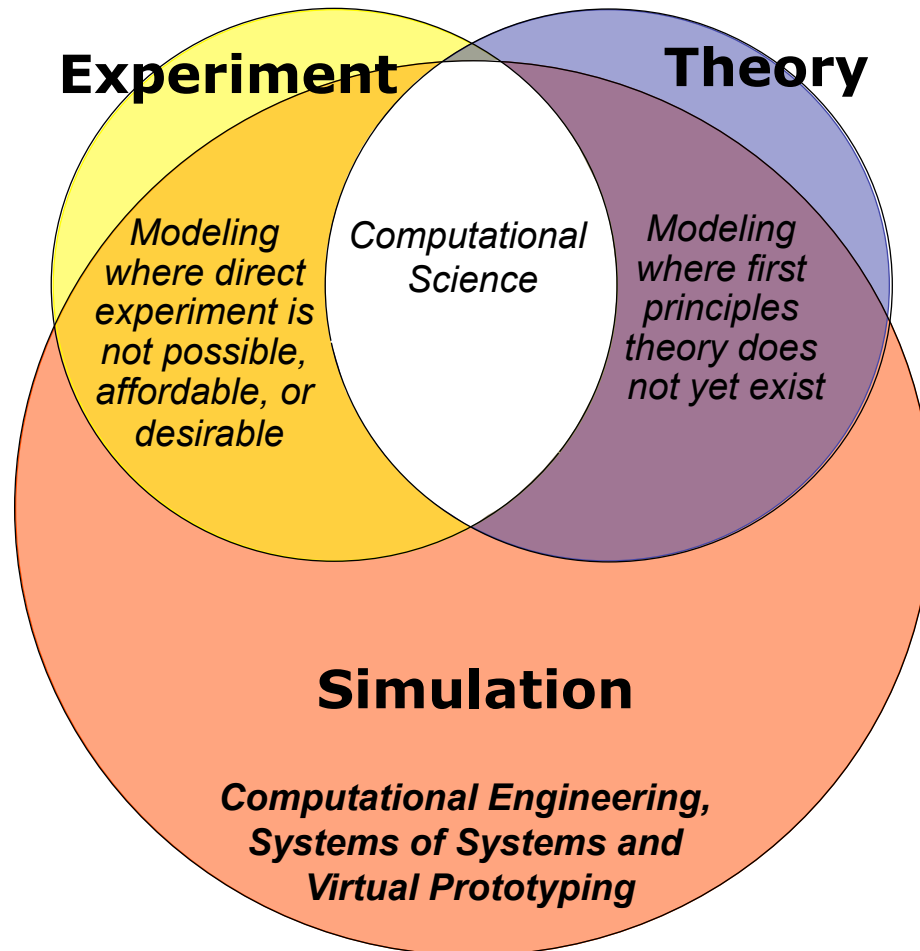 Experiment
Theory
Modeling
where direct
experiment is
not possible,
affordable, or
desirable
Computational
Science
Modeling
where first
principles
theory does
not yet exist
Simulation
Computational Engineering,
Systems of Systems and
Virtual Prototyping